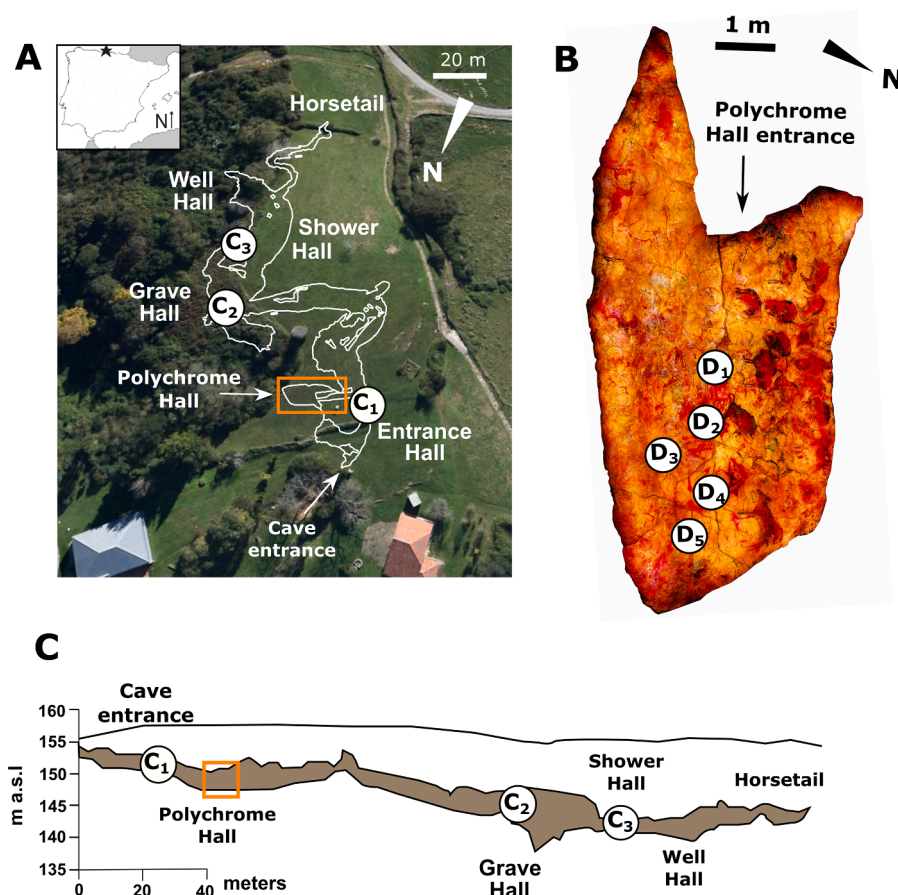 A
N↑
20 m
N
Horsetail
Well
Hall
Shower
Hall
C3
Grave
Hall
C2
Polychrome
Hall
C1
Entrance
Hall
Cave
entrance
B
1 m
N
Polychrome
Hall entrance
D1
D2
D3
D4
D5
C
Cave
entrance
160
155
150
145
140
135
m a.s.l
C1
Polychrome
Hall
C2
Grave
Hall
Shower
Hall
C3
Well
Hall
Horsetail
0
20
40
meters